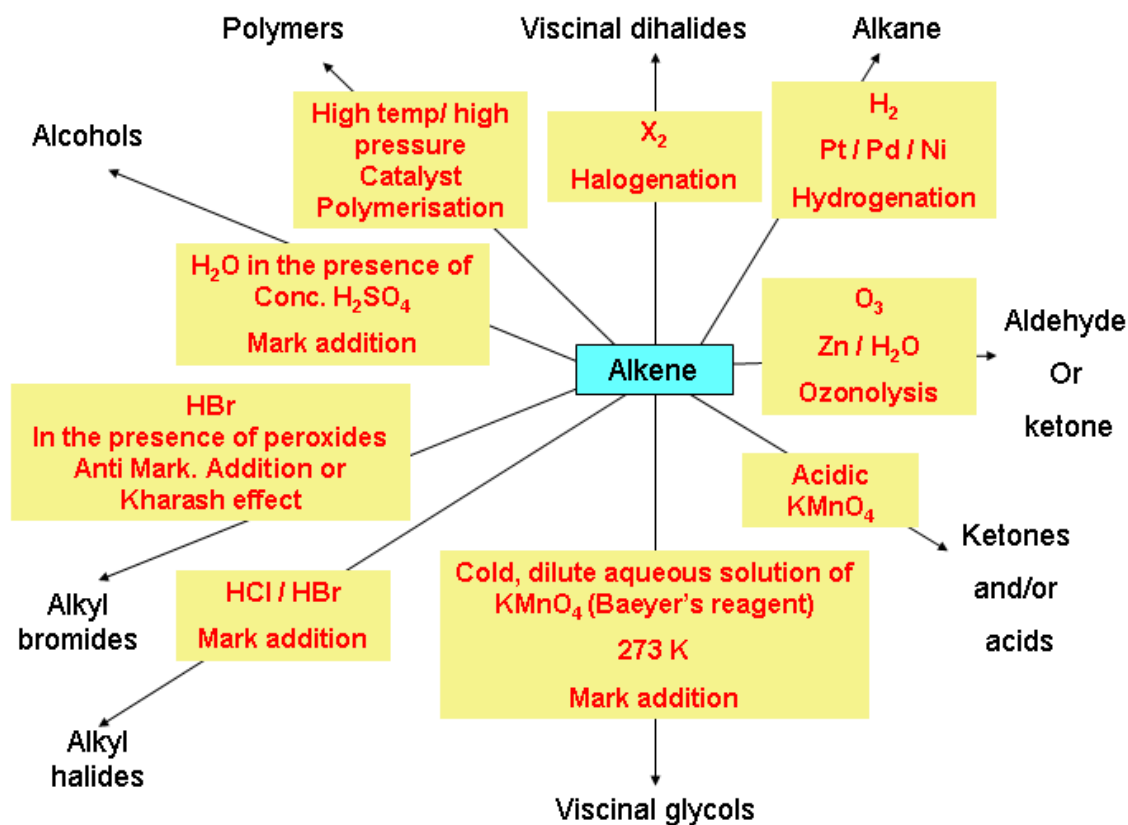 Polymers
Viscinal dihalides
Alkane
Alcohols
High temp/ high
pressure
Catalyst
Polymerisation
X₂
Halogenation
H₂
Pt / Pd / Ni
Hydrogenation
H₂O in the presence of
Conc. H₂SO₄
Mark addition
O₃
Zn / H₂O
Ozonolysis
Aldehyde
Or
ketone
Alkene
HBr
In the presence of peroxides
Anti Mark. Addition or
Kharash effect
Acidic
KMnO₄
Ketones
and/or
acids
Alkyl
bromides
HCl / HBr
Mark addition
Cold, dilute aqueous solution of
KMnO₄ (Baeyer's reagent)
273 K
Mark addition
Alkyl
halides
Viscinal glycols